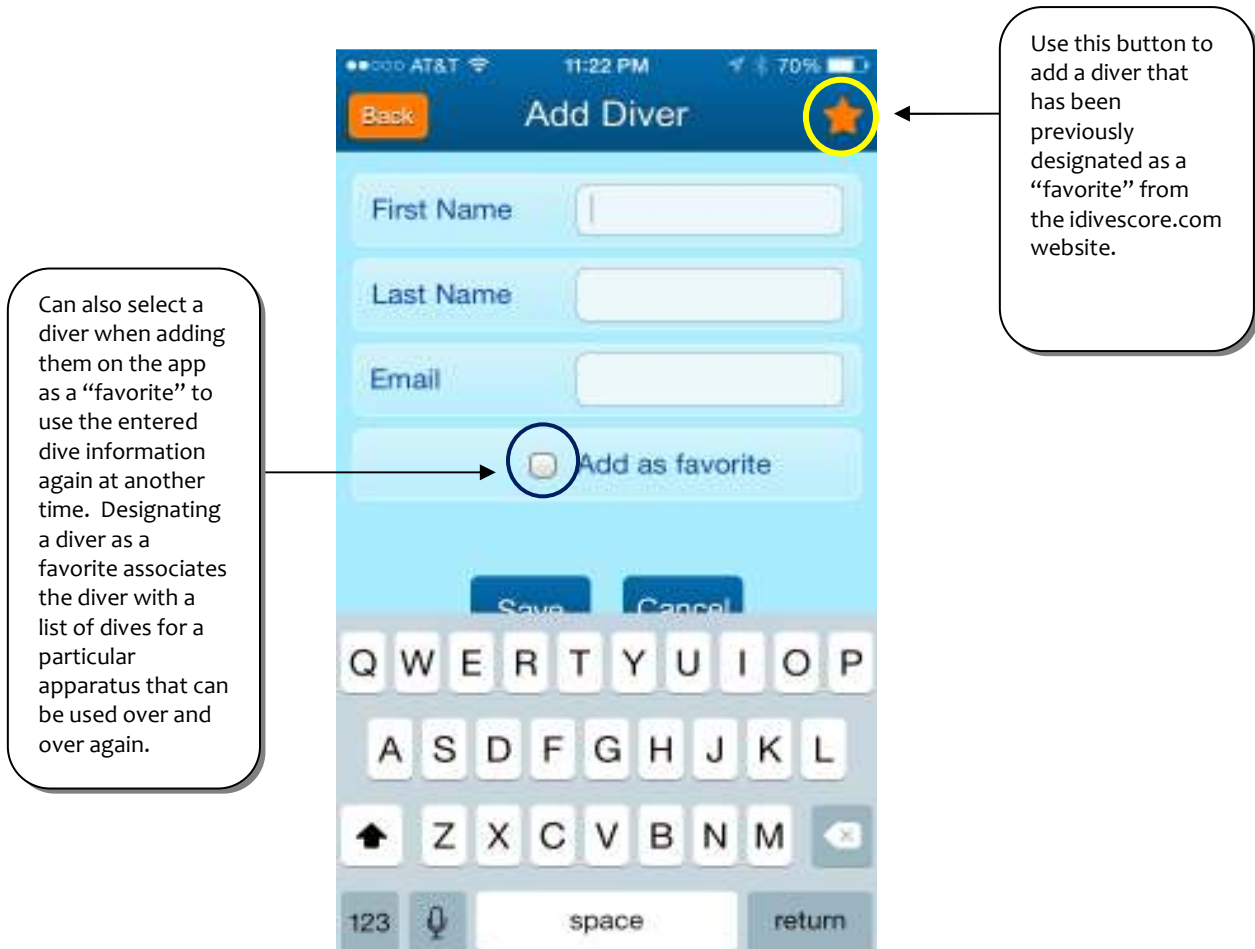 Use this button to
add a diver that
has been
previously
designated as a
“favorite” from
the idivescore.com
website.
AT&T 11:22 PM 70%
Back Add Diver
First Name
Last Name
Email
Add as favorite
Save Cancel
Can also select a
diver when adding
them on the app
as a “favorite” to
use the entered
dive information
again at another
time.  Designating
a diver as a
favorite associates
the diver with a
list of dives for a
particular
apparatus that can
be used over and
over again.
Q W E R T Y U I O P
A S D F G H J K L
Z X C V B N M
123 space return